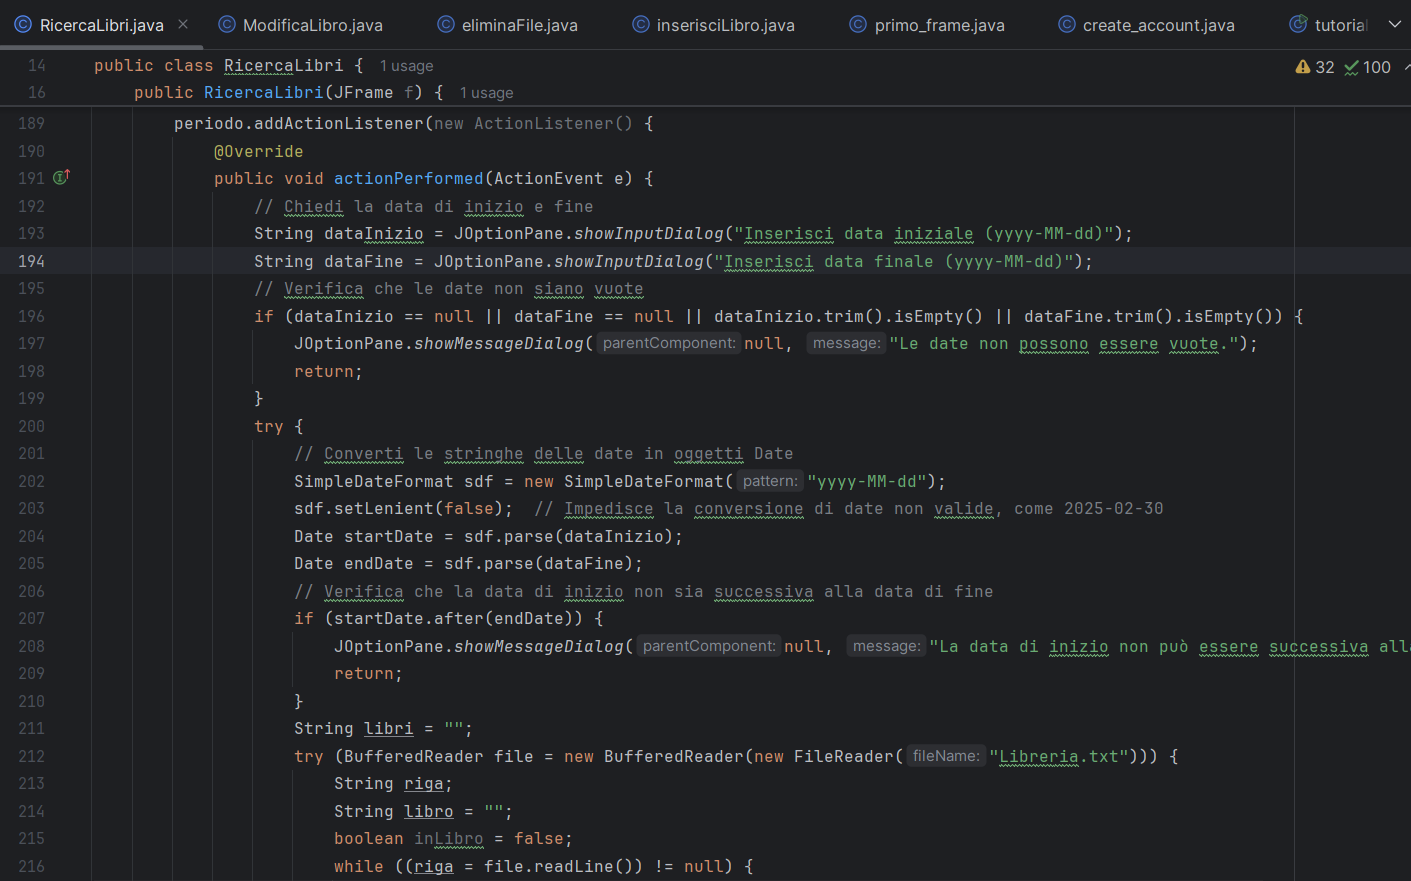 RicercaLibri.java ModificaLibro.java eliminaFile.java inserisciLibro.java primo_frame.java create_account.java tutorial
14 public class RicercaLibri { 1 usage 32 100
16 public RicercaLibri(JFrame f) { 1 usage
189 periodo.addActionListener(new ActionListener() {
190 @Override
191 public void actionPerformed(ActionEvent e) {
192 // Chiedi la data di inizio e fine
193 String dataInizio = JOptionPane.showInputDialog("Inserisci data iniziale (yyyy-MM-dd)");
194 String dataFine = JOptionPane.showInputDialog("Inserisci data finale (yyyy-MM-dd)");
195 // Verifica che le date non siano vuote
196 if (dataInizio == null || dataFine == null || dataInizio.trim().isEmpty() || dataFine.trim().isEmpty()) {
197 JOptionPane.showMessageDialog( parentComponent: null, message: "Le date non possono essere vuote.");
198 return;
199 }
200 try {
201 // Converti le stringhe delle date in oggetti Date
202 SimpleDateFormat sdf = new SimpleDateFormat( pattern: "yyyy-MM-dd");
203 sdf.setLenient(false); // Impedisce la conversione di date non valide, come 2025-02-30
204 Date startDate = sdf.parse(dataInizio);
205 Date endDate = sdf.parse(dataFine);
206 // Verifica che la data di inizio non sia successiva alla data di fine
207 if (startDate.after(endDate)) {
208 JOptionPane.showMessageDialog( parentComponent: null, message: "La data di inizio non può essere successiva all
209 return;
210 }
211 String libri = "";
212 try (BufferedReader file = new BufferedReader(new FileReader( fileName: "Libreria.txt"))) {
213 String riga;
214 String libro = "";
215 boolean inLibro = false;
216 while ((riga = file.readLine()) != null) {